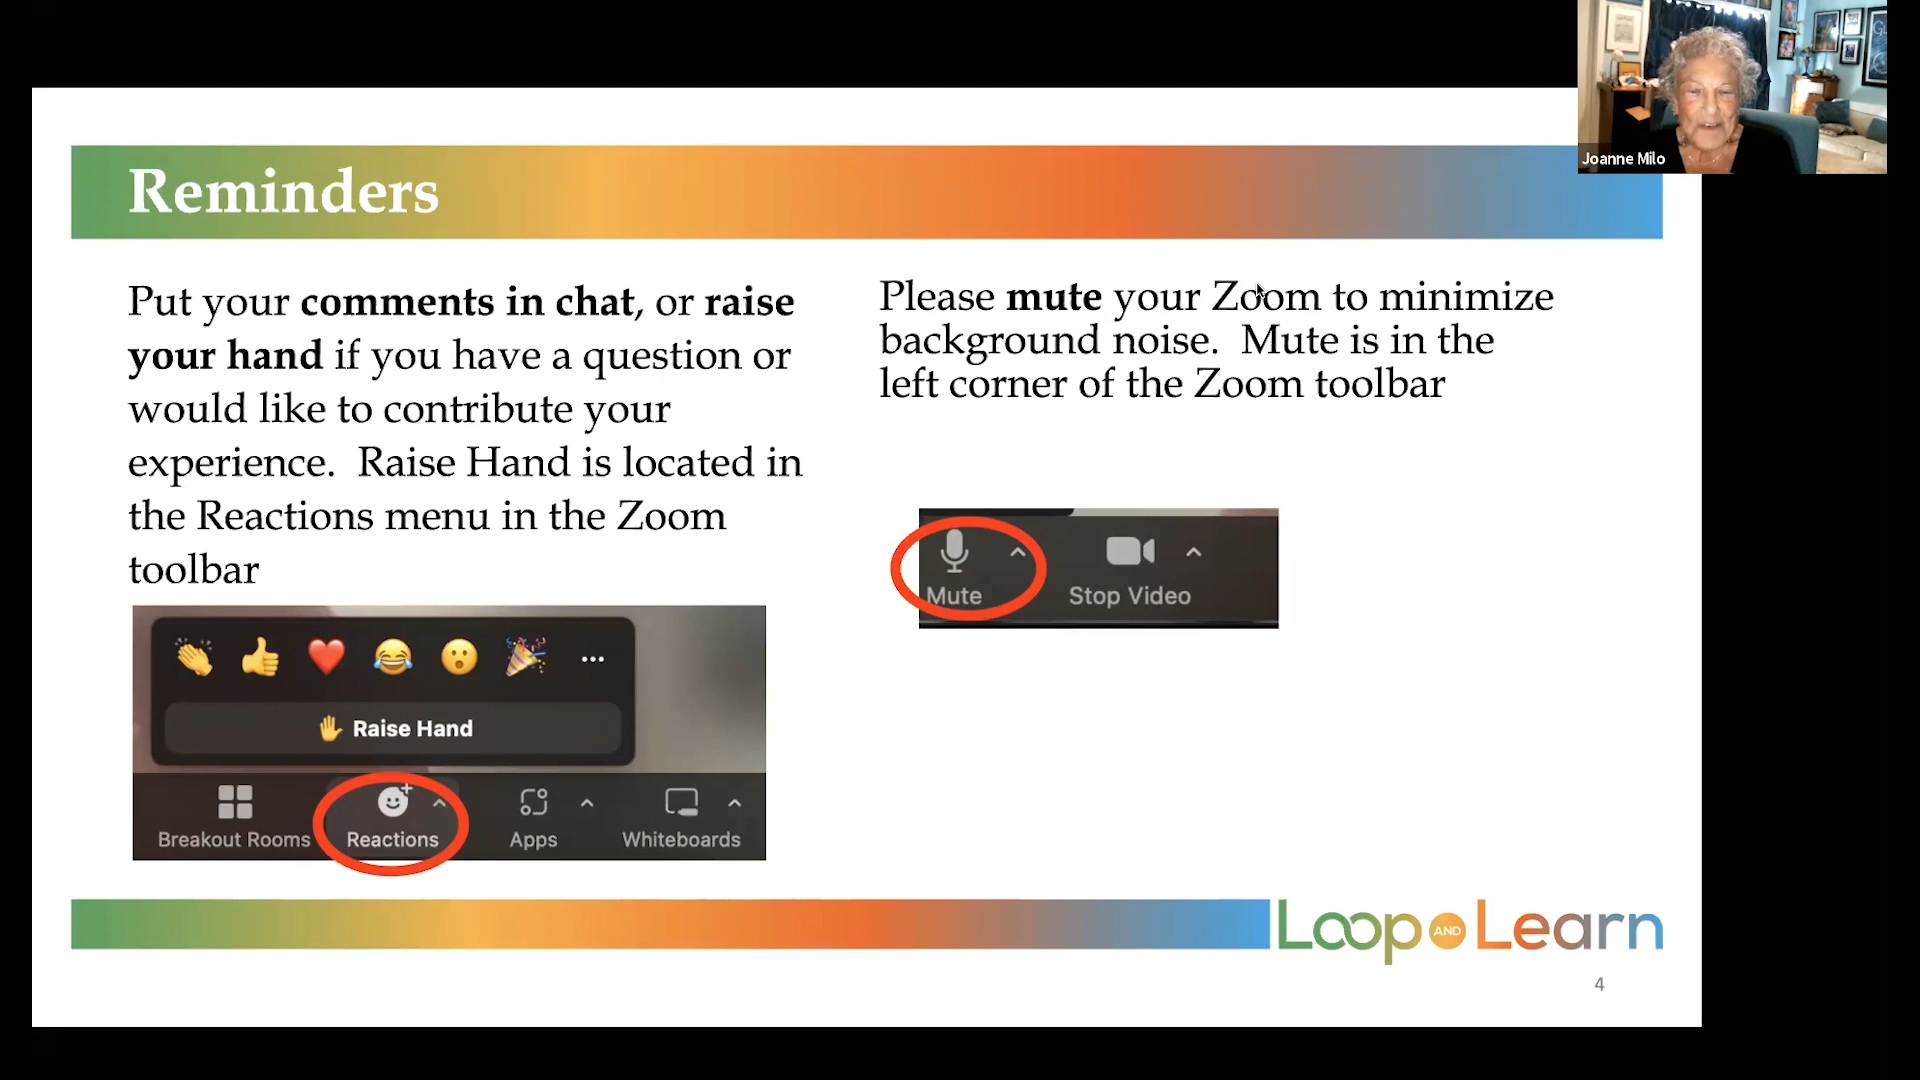 Joanne Milo
Reminders
Put your comments in chat, or raise
your hand if you have a question or
would like to contribute your
experience.  Raise Hand is located in
the Reactions menu in the Zoom
toolbar
Please mute your Zoom to minimize
background noise.  Mute is in the
left corner of the Zoom toolbar
Mute
Stop Video
Raise Hand
Breakout Rooms
Reactions
Apps
Whiteboards
Loop AND Learn
4